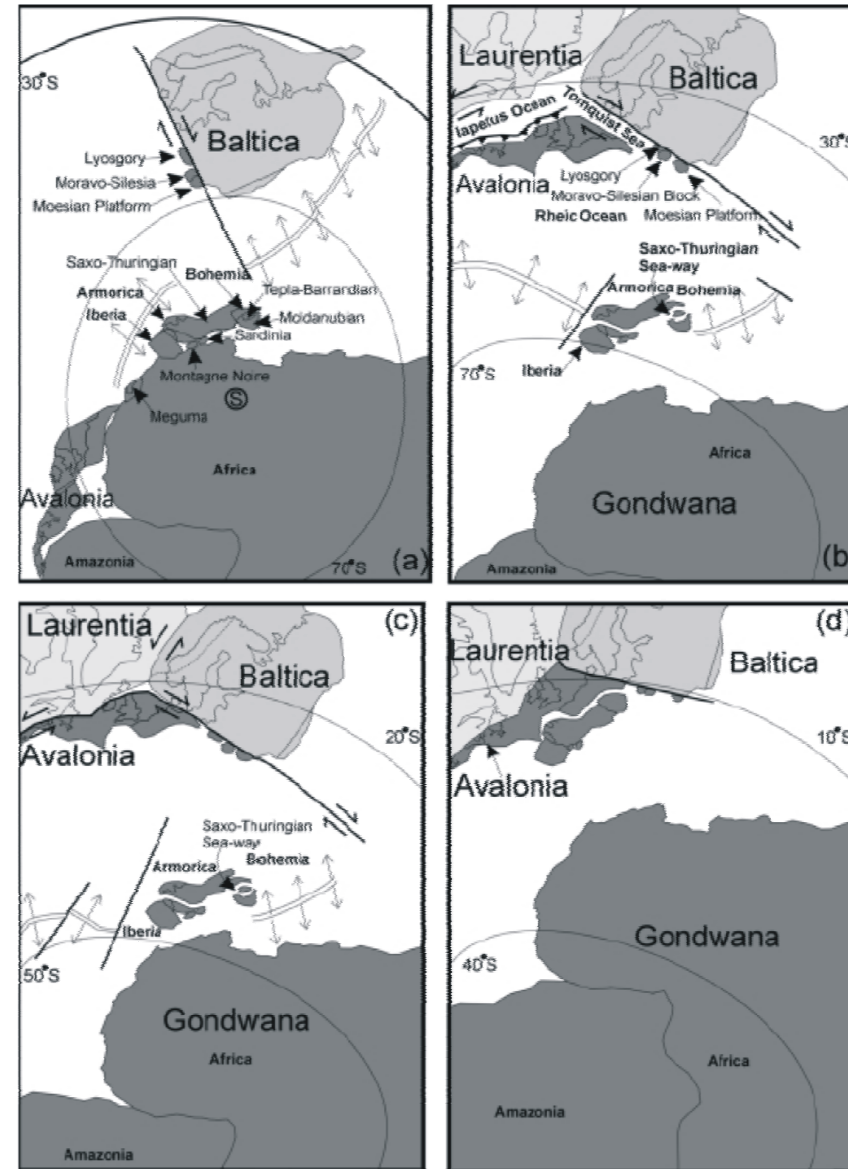 30°S
Baltica
Lyosgory
Moravo-Silesia
Moesian Platform
Saxo-Thuringian
Bohemia
Armorica
Tepla-Barrandian
Iberia
Moldanubian
Sardinia
Montagne Noire
S
Meguma
Africa
Avalonia
Amazonia
70°S
(a)
Laurentia
Baltica
Iapetus Ocean
Tornquist Sea
30°S
Avalonia
Lyosgory
Moravo-Silesian Block
Rheic Ocean
Moesian Platform
Saxo-Thuringian
Sea-way
Armorica
Bohemia
70°S
Iberia
Africa
Gondwana
Amazonia
(b)
(c)
Laurentia
Baltica
20°S
Avalonia
Saxo-Thuringian
Sea-way
Armorica
Bohemia
Iberia
50°S
Gondwana
Africa
Amazonia
(d)
Laurentia
Baltica
10°S
Avalonia
Gondwana
40°S
Africa
Amazonia